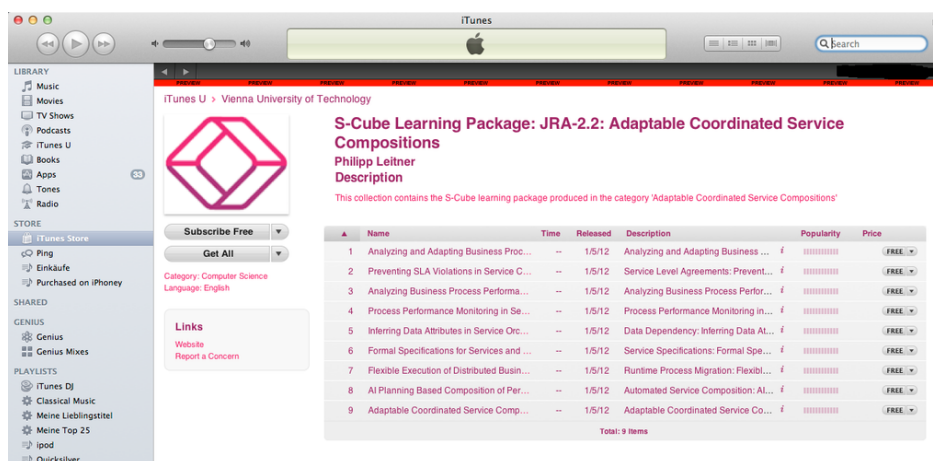 iTunes
Search
LIBRARY
Music
Movies
TV Shows
Podcasts
iTunes U
Books
Apps 33
Tones
Radio
STORE
iTunes Store
Ping
Einkäufe
Purchased on iPhoney
SHARED
GENIUS
Genius
Genius Mixes
PLAYLISTS
iTunes DJ
Classical Music
Meine Lieblingstitel
Meine Top 25
ipod
Quicksilver
PREVIEW PREVIEW PREVIEW PREVIEW PREVIEW PREVIEW PREVIEW PREVIEW PREVIEW PREVIEW
iTunes U > Vienna University of Technology
S-Cube Learning Package: JRA-2.2: Adaptable Coordinated Service
Compositions
Philipp Leitner
Description
This collection contains the S-Cube learning package produced in the category 'Adaptable Coordinated Service Compositions'
Subscribe Free
Get All
Category: Computer Science
Language: English
Links
Website
Report a Concern
Name Time Released Description Popularity Price
1 Analyzing and Adapting Business Proc... -- 1/5/12 Analyzing and Adapting Business ... i FREE
2 Preventing SLA Violations in Service C... -- 1/5/12 Service Level Agreements: Prevent... i FREE
3 Analyzing Business Process Performa... -- 1/5/12 Analyzing Business Process Perfor... i FREE
4 Process Performance Monitoring in Se... -- 1/5/12 Process Performance Monitoring in... i FREE
5 Inferring Data Attributes in Service Orc... -- 1/5/12 Data Dependency: Inferring Data At... i FREE
6 Formal Specifications for Services and ... -- 1/5/12 Service Specifications: Formal Spe... i FREE
7 Flexible Execution of Distributed Busin... -- 1/5/12 Runtime Process Migration: Flexibl... i FREE
8 AI Planning Based Composition of Per... -- 1/5/12 Automated Service Composition: AI... i FREE
9 Adaptable Coordinated Service Comp... -- 1/5/12 Adaptable Coordinated Service Co... i FREE
Total: 9 Items